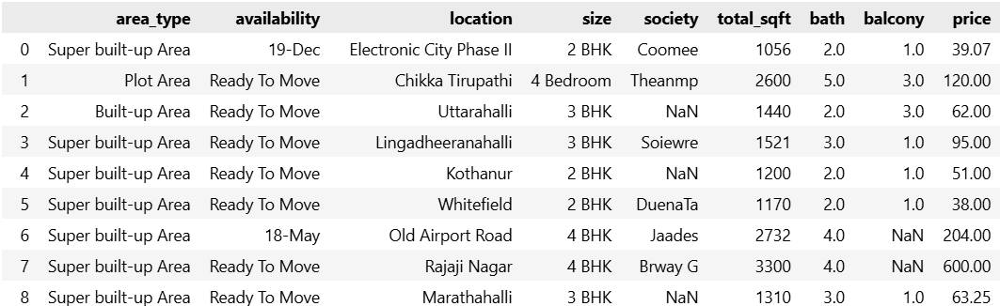 area_type availability location size society total_sqft bath balcony price
0 Super built-up Area 19-Dec Electronic City Phase II 2 BHK Coomee 1056 2.0 1.0 39.07
1 Plot Area Ready To Move Chikka Tirupathi 4 Bedroom Theanmp 2600 5.0 3.0 120.00
2 Built-up Area Ready To Move Uttarahalli 3 BHK NaN 1440 2.0 3.0 62.00
3 Super built-up Area Ready To Move Lingadheeranahalli 3 BHK Soiewre 1521 3.0 1.0 95.00
4 Super built-up Area Ready To Move Kothanur 2 BHK NaN 1200 2.0 1.0 51.00
5 Super built-up Area Ready To Move Whitefield 2 BHK DuenaTa 1170 2.0 1.0 38.00
6 Super built-up Area 18-May Old Airport Road 4 BHK Jaades 2732 4.0 NaN 204.00
7 Super built-up Area Ready To Move Rajaji Nagar 4 BHK Brway G 3300 4.0 NaN 600.00
8 Super built-up Area Ready To Move Marathahalli 3 BHK NaN 1310 3.0 1.0 63.25